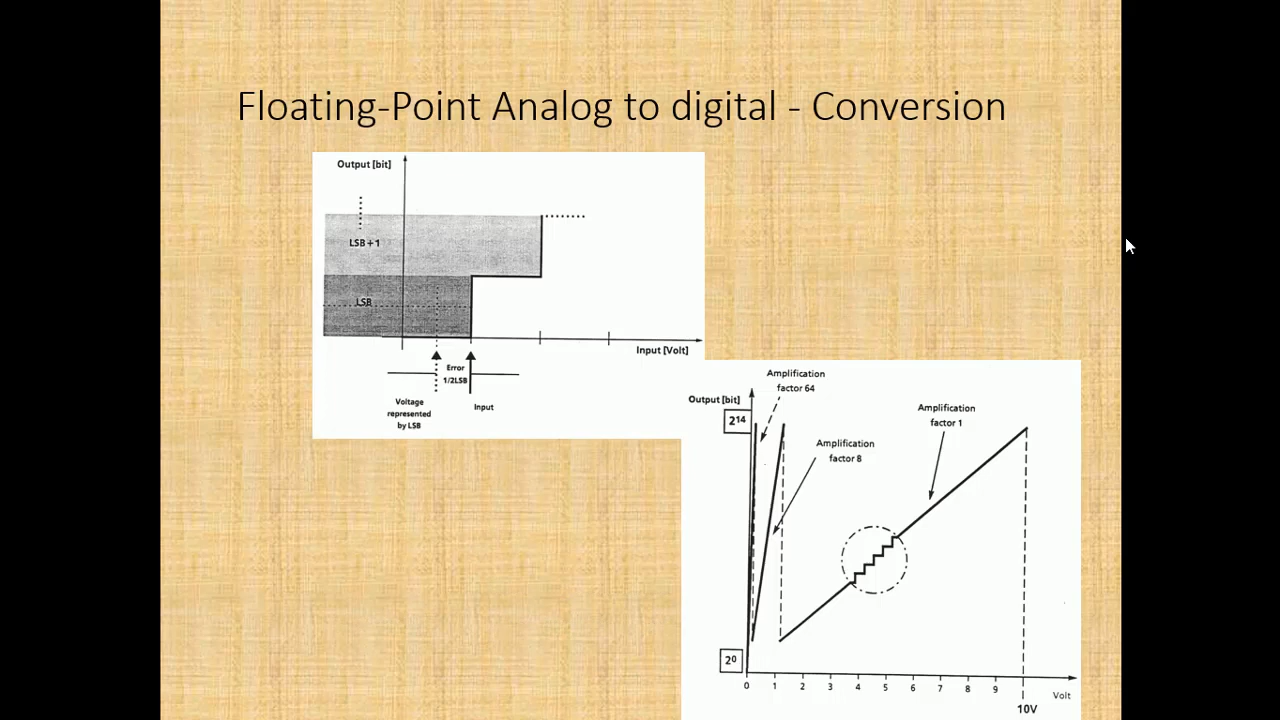 Floating-Point Analog to digital - Conversion
Output [bit]
LSB+1
LSB
Input [Volt]
Error
1/2LSB
Voltage
represented
by LSB
Input
Amplification
factor 64
Output [bit]
2¹⁴
Amplification
factor 8
Amplification
factor 1
2⁰
0 1 2 3 4 5 6 7 8 9
Volt
10V